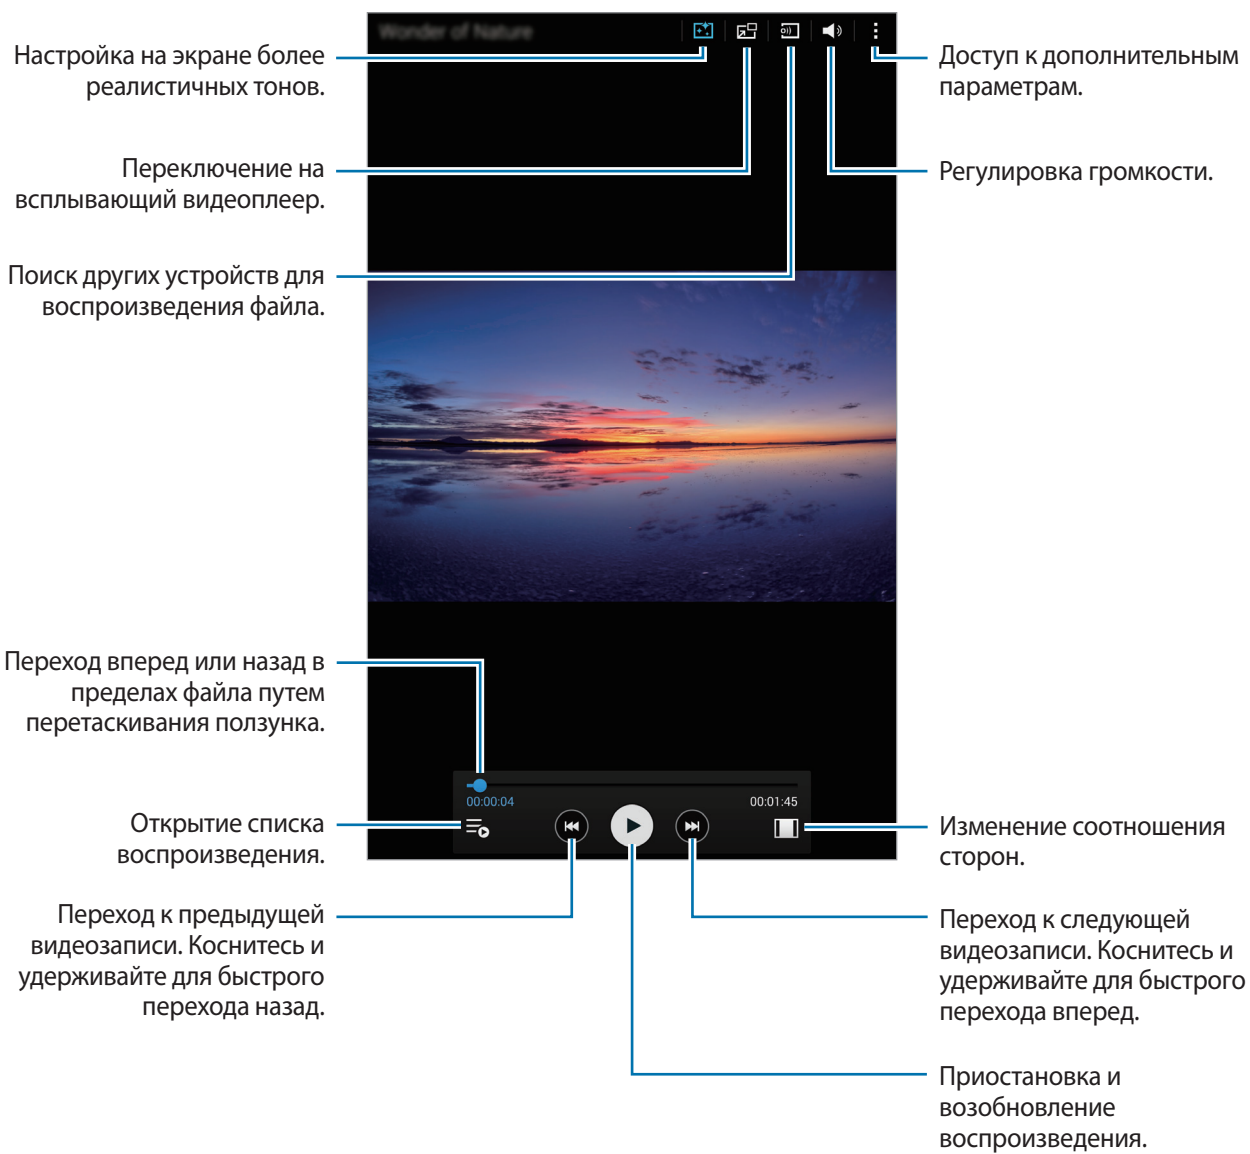 Wonder of Nature
Настройка на экране более
реалистичных тонов.
Доступ к дополнительным
параметрам.
Переключение на
всплывающий видеоплеер.
Регулировка громкости.
Поиск других устройств для
воспроизведения файла.
Переход вперед или назад в
пределах файла путем
перетаскивания ползунка.
00:00:04
00:01:45
Открытие списка
воспроизведения.
Изменение соотношения
сторон.
Переход к предыдущей
видеозаписи. Коснитесь и
удерживайте для быстрого
перехода назад.
Переход к следующей
видеозаписи. Коснитесь и
удерживайте для быстрого
перехода вперед.
Приостановка и
возобновление
воспроизведения.